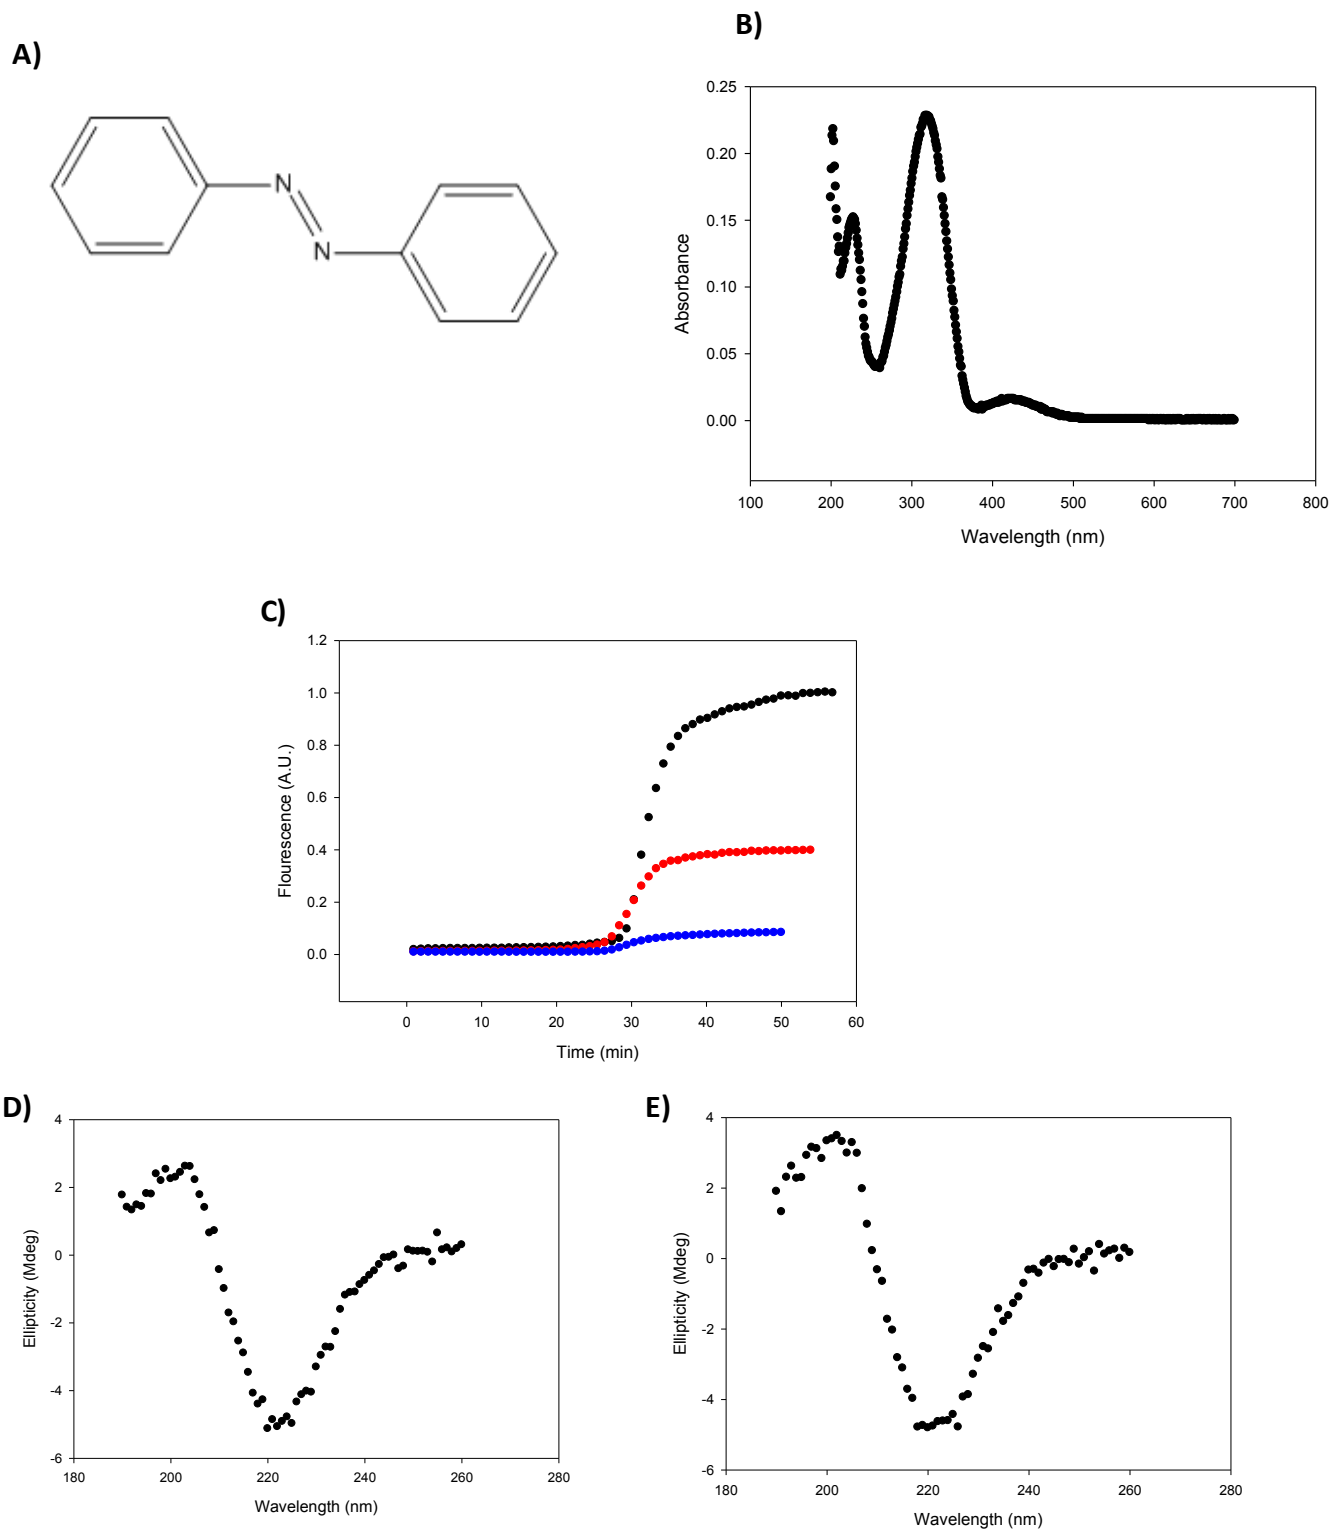 A)
N
N
B)
0.25
0.20
0.15
0.10
0.05
0.00
Absorbance
100 200 300 400 500 600 700 800
Wavelength (nm)
C)
1.2
1.0
0.8
0.6
0.4
0.2
0.0
Flourescence (A.U.)
0 10 20 30 40 50 60
Time (min)
D)
4
2
0
-2
-4
-6
Ellipticity (Mdeg)
180 200 220 240 260 280
Wavelength (nm)
E)
4
2
0
-2
-4
-6
Ellipticity (Mdeg)
180 200 220 240 260 280
Wavelength (nm)